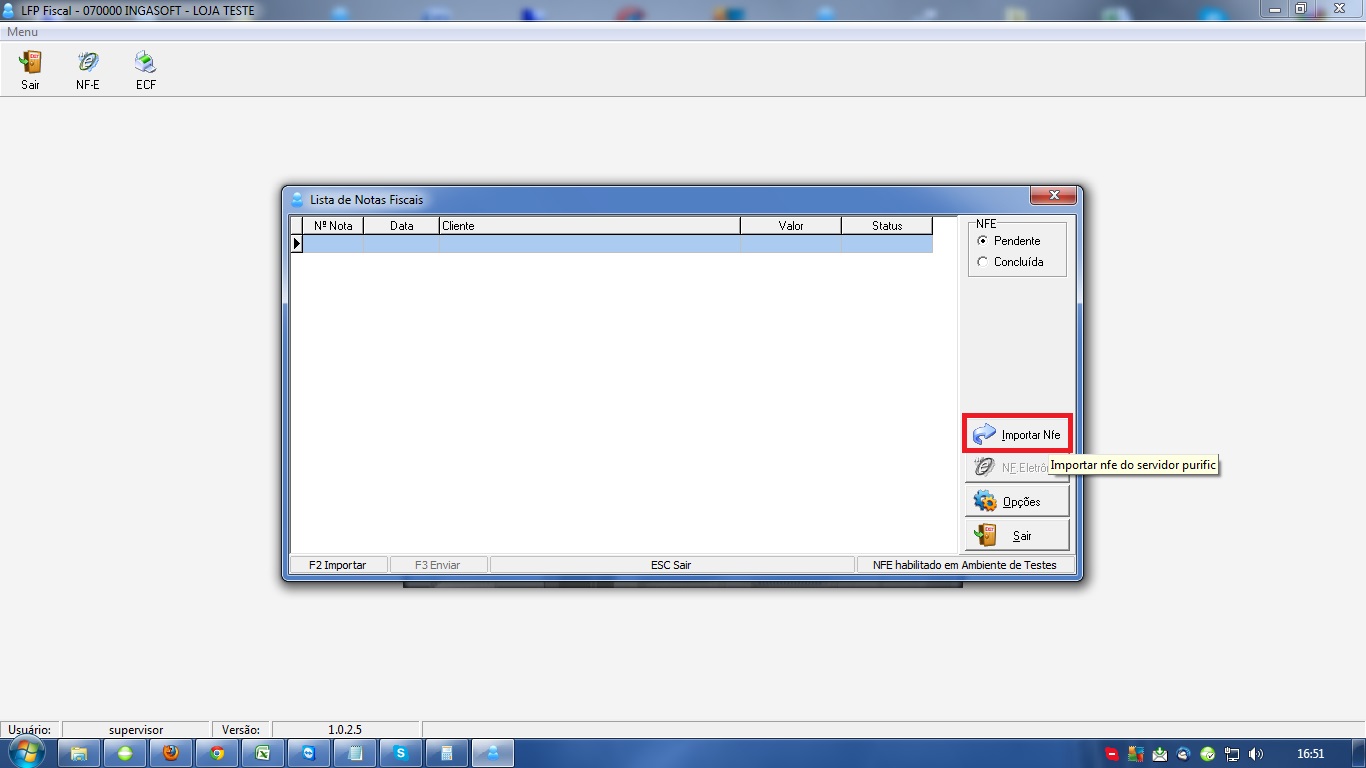 LFP Fiscal - 070000 INGASOFT - LOJA TESTE
Menu
Sair NF-E ECF
Lista de Notas Fiscais
Nº Nota Data Cliente Valor Status
NFE
Pendente
Concluída
Importar Nfe
Importar nfe do servidor purific
Opções
Sair
F2 Importar F3 Enviar ESC Sair NFE habilitado em Ambiente de Testes
Usuário: supervisor Versão: 1.0.2.5
16:51